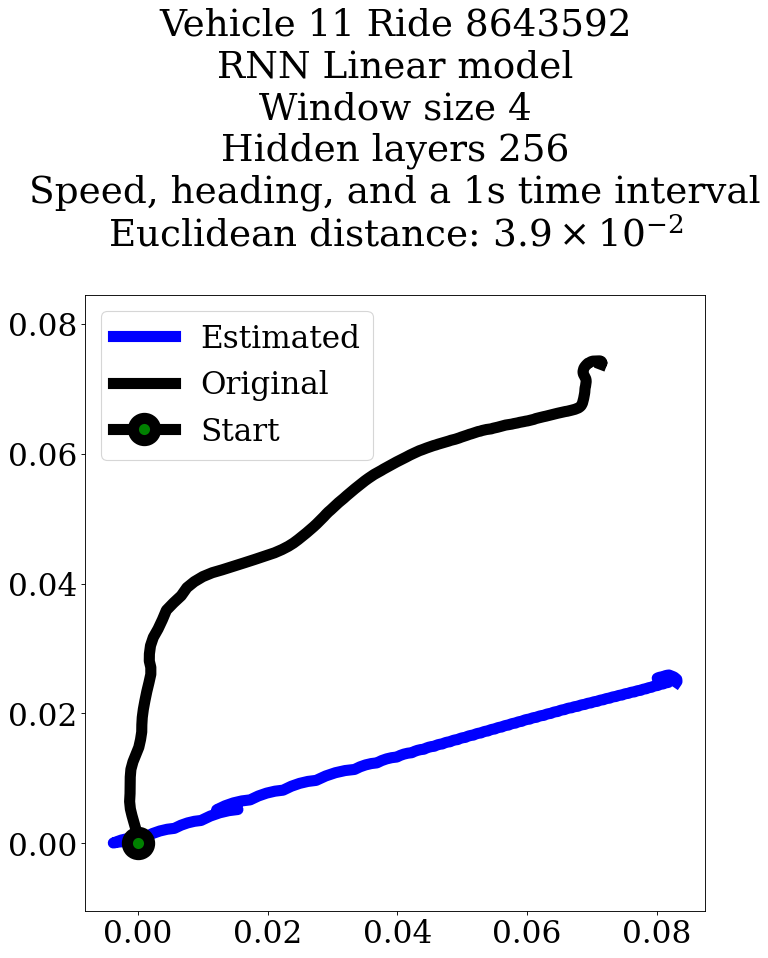 Vehicle 11 Ride 8643592
RNN Linear model
Window size 4
Hidden layers 256
Speed, heading, and a 1s time interval
Euclidean distance: 3.9 × 10⁻²
Estimated
Original
Start
0.08
0.06
0.04
0.02
0.00
0.00 0.02 0.04 0.06 0.08